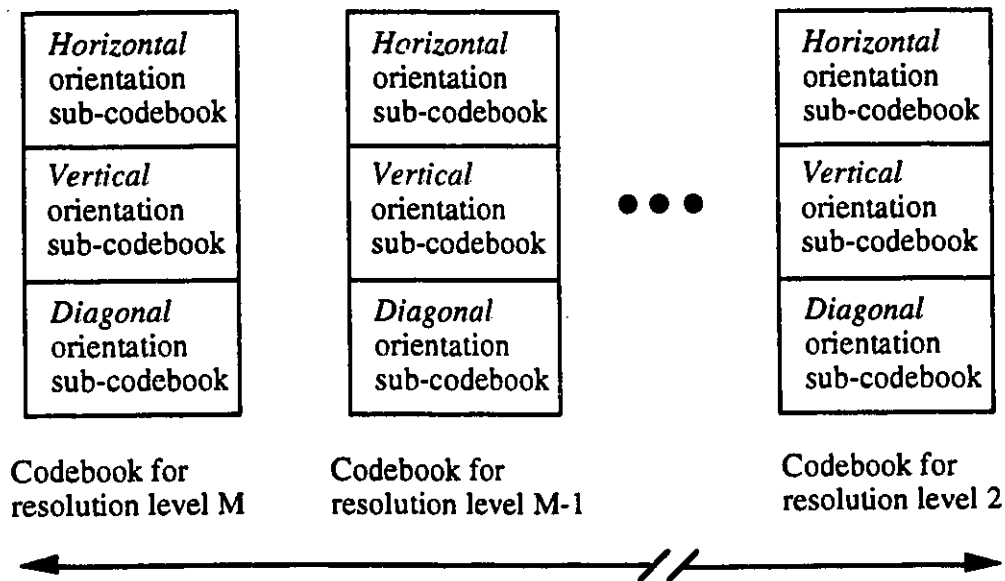 Horizontal
orientation
sub-codebook
Vertical
orientation
sub-codebook
Diagonal
orientation
sub-codebook
Codebook for
resolution level M
Horizontal
orientation
sub-codebook
Vertical
orientation
sub-codebook
Diagonal
orientation
sub-codebook
Codebook for
resolution level M-1
Horizontal
orientation
sub-codebook
Vertical
orientation
sub-codebook
Diagonal
orientation
sub-codebook
Codebook for
resolution level 2